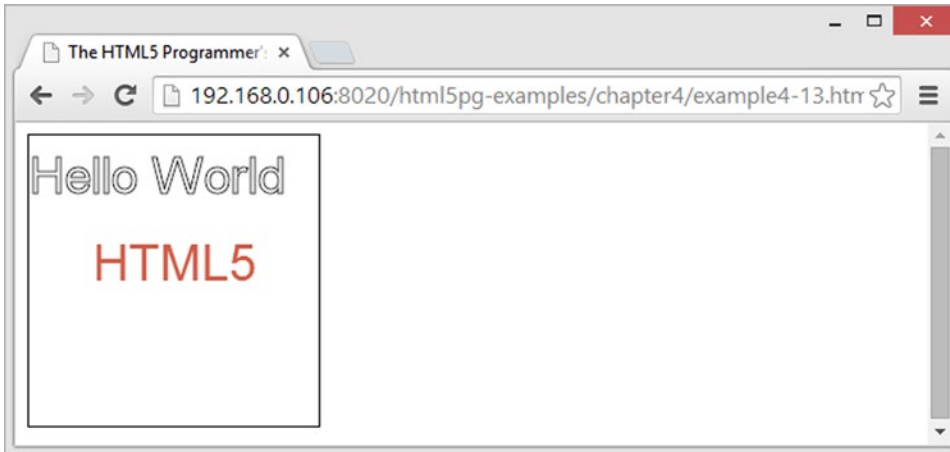 The HTML5 Programmer's
192.168.0.106:8020/html5pg-examples/chapter4/example4-13.htm
Hello World
HTML5